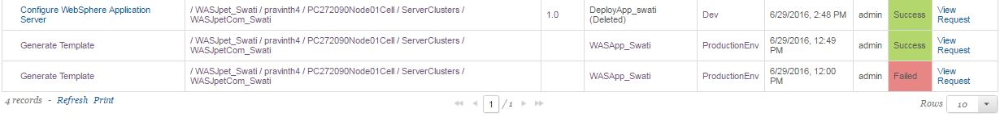 Configure WebSphere Application Server / WASJpet_Swati / pravinth4 / PC272090Node01Cell / ServerClusters / WASJpetCom_Swati 1.0 DeployApp_swati (Deleted) Dev 6/29/2016, 2:48 PM admin Success View Request
Generate Template / WASJpet_Swati / pravinth4 / PC272090Node01Cell / ServerClusters / WASJpetCom_Swati WASApp_Swati ProductionEnv 6/29/2016, 12:49 PM admin Success View Request
Generate Template / WASJpet_Swati / pravinth4 / PC272090Node01Cell / ServerClusters / WASJpetCom_Swati WASApp_Swati ProductionEnv 6/29/2016, 12:00 PM admin Failed View Request
4 records - Refresh Print 1 / 1 Rows 10